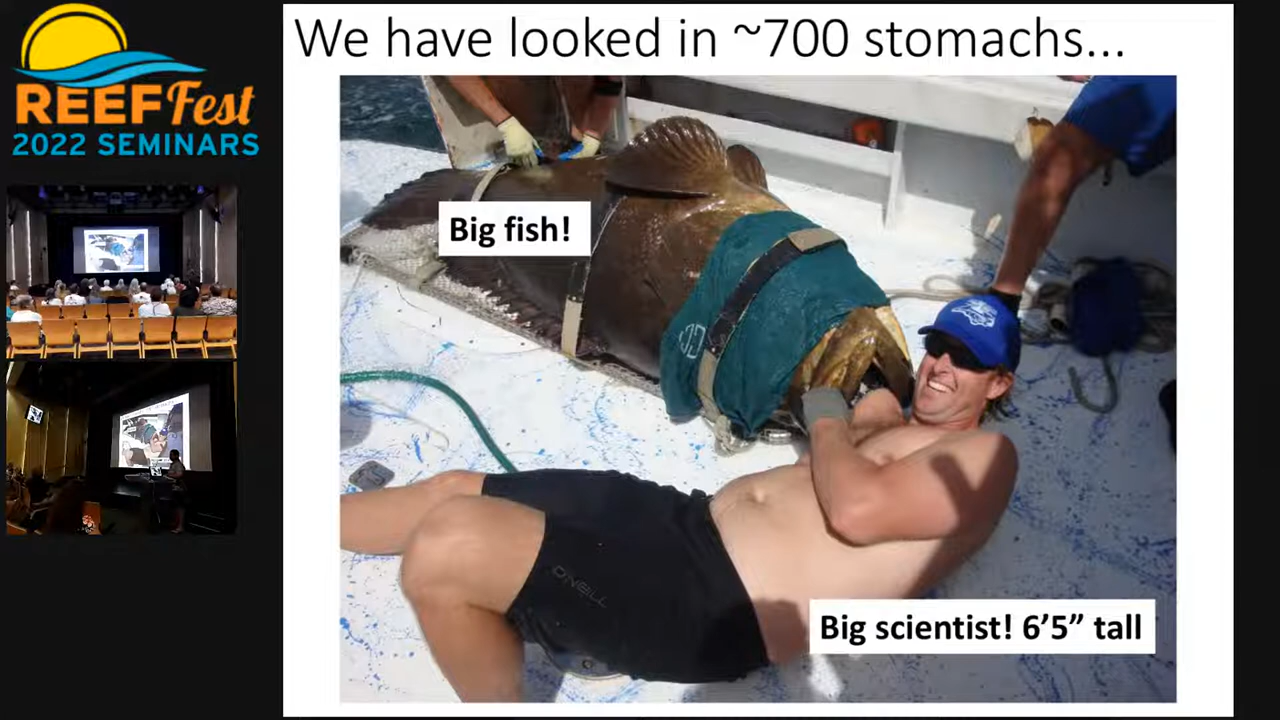 We have looked in ~700 stomachs...
REEF Fest
2022 SEMINARS
Big fish!
O'NEILL
Big scientist! 6’5” tall